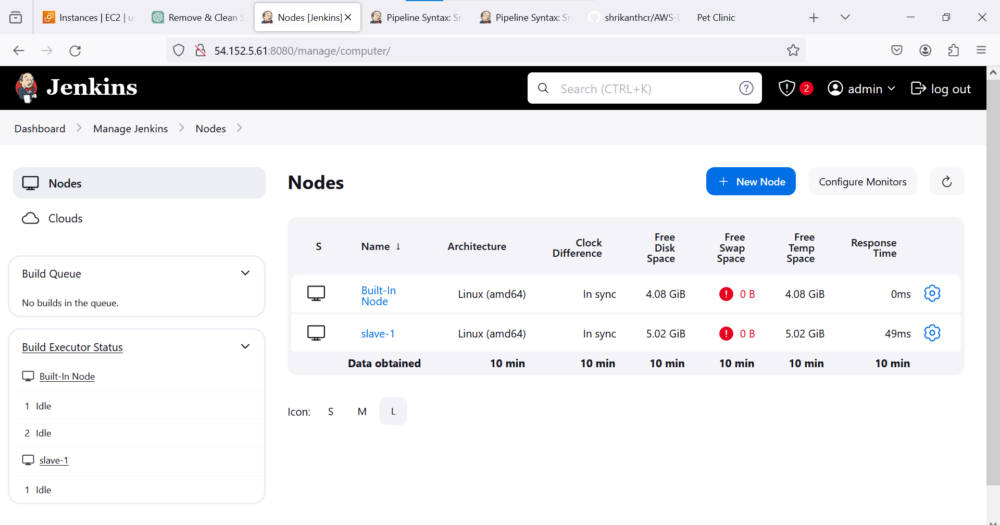 Instances | EC2 | us
Remove & Clean S
Nodes [Jenkins]
Pipeline Syntax: Sn
Pipeline Syntax: Sn
shrikanthcr/AWS-D
Pet Clinic
54.152.5.61:8080/manage/computer/
Jenkins
Search (CTRL+K)
?
2
admin
log out
Dashboard
Manage Jenkins
Nodes
Nodes
Clouds
Build Queue
No builds in the queue.
Build Executor Status
Built-In Node
1 Idle
2 Idle
slave-1
1 Idle
Nodes
+ New Node
Configure Monitors
S Name ↓ Architecture Clock Difference Free Disk Space Free Swap Space Free Temp Space Response Time
Built-In Node Linux (amd64) In sync 4.08 GiB ! 0 B 4.08 GiB 0ms
slave-1 Linux (amd64) In sync 5.02 GiB ! 0 B 5.02 GiB 49ms
Data obtained 10 min 10 min 10 min 10 min 10 min 10 min
Icon: S M L